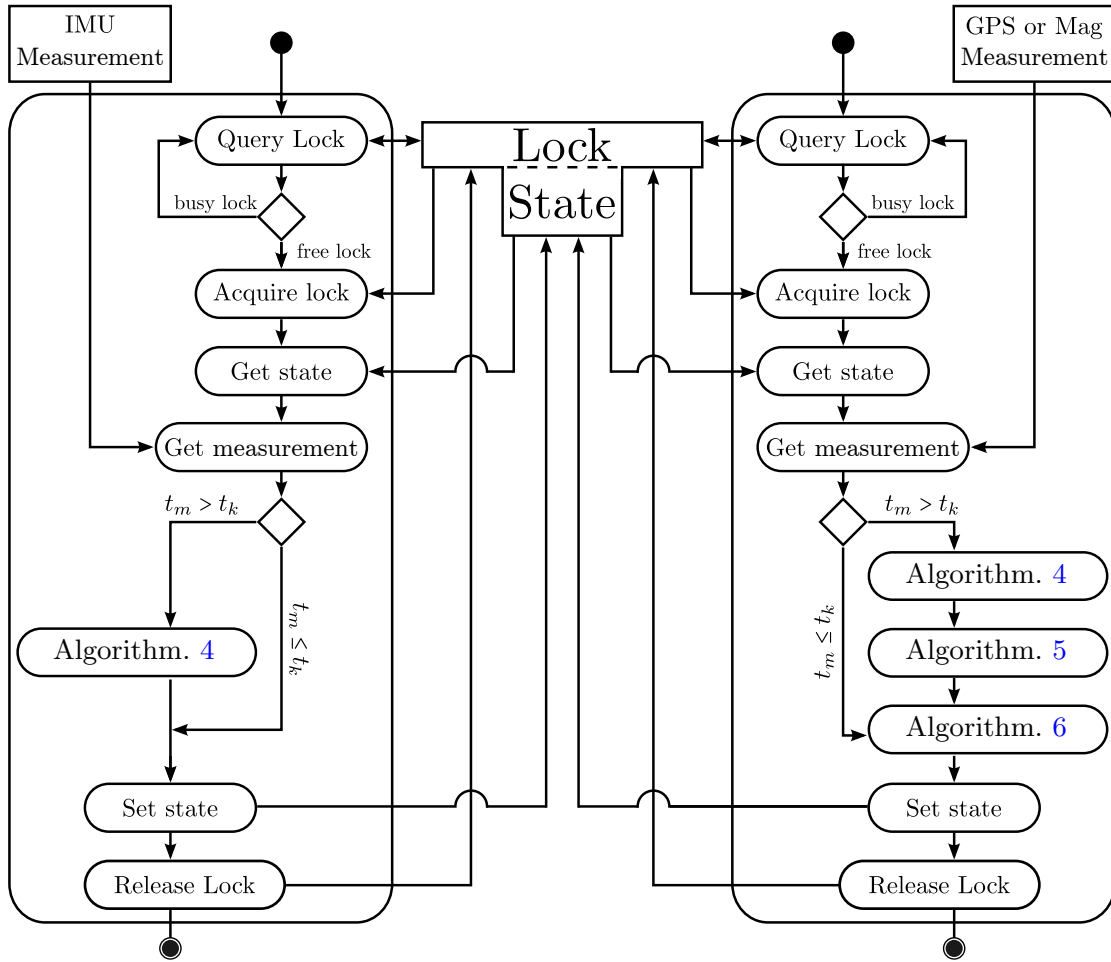 IMU
Measurement
GPS or Mag
Measurement
Query Lock
busy lock
free lock
Acquire lock
Get state
Get measurement
t_m > t_k
t_m ≤ t_k
Algorithm. 4
Set state
Release Lock
Lock
State
Query Lock
busy lock
free lock
Acquire lock
Get state
Get measurement
t_m > t_k
t_m ≤ t_k
Algorithm. 4
Algorithm. 5
Algorithm. 6
Set state
Release Lock